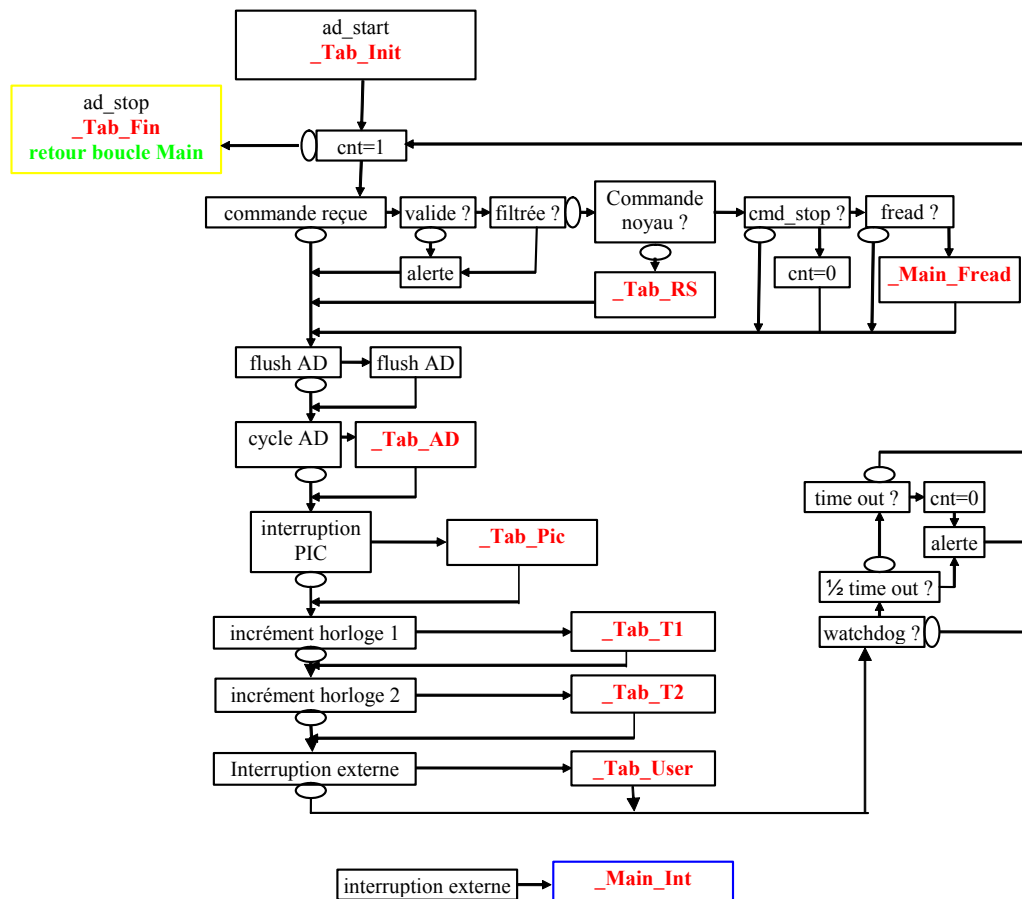 ad_start
_Tab_Init
ad_stop
_Tab_Fin
retour boucle Main
cnt=1
commande reçue
valide ?
filtrée ?
Commande
noyau ?
cmd_stop ?
fread ?
alerte
_Tab_RS
cnt=0
_Main_Fread
flush AD
flush AD
cycle AD
_Tab_AD
time out ?
cnt=0
interruption
PIC
_Tab_Pic
alerte
½ time out ?
incrément horloge 1
_Tab_T1
watchdog ?
incrément horloge 2
_Tab_T2
Interruption externe
_Tab_User
interruption externe
_Main_Int